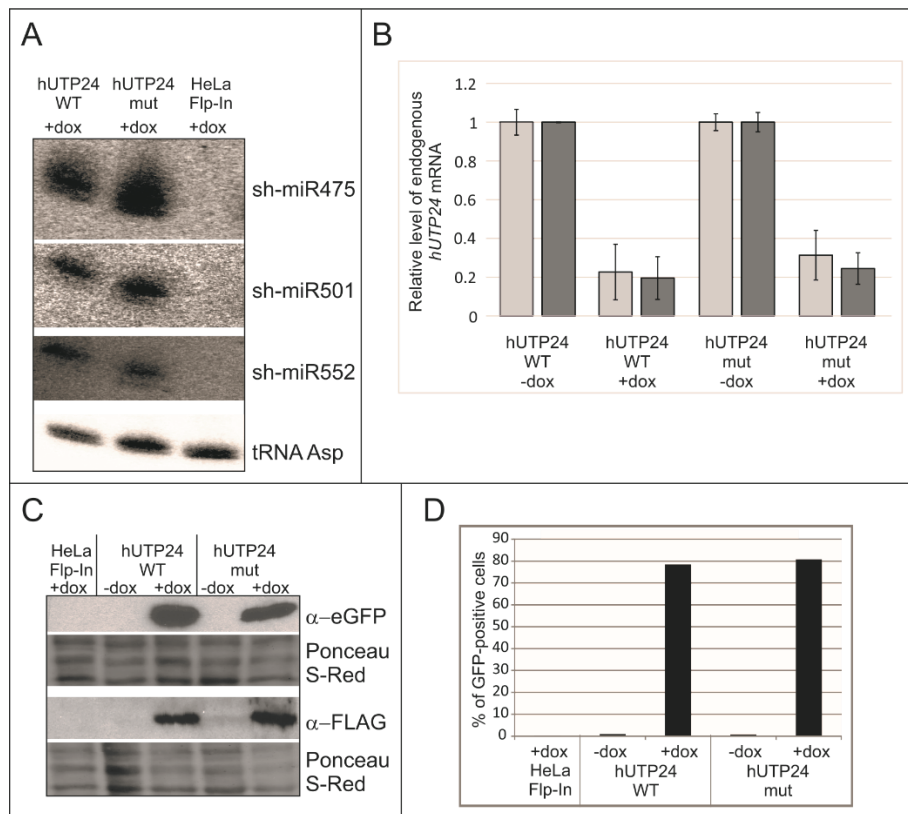 A
hUTP24 hUTP24 HeLa
WT mut Flp-In
+dox +dox +dox
sh-miR475
sh-miR501
sh-miR552
tRNA Asp
B
Relative level of endogenous
hUTP24 mRNA
1.2
1
0.8
0.6
0.4
0.2
0
hUTP24 hUTP24 hUTP24 hUTP24
WT WT mut mut
-dox +dox -dox +dox
C
HeLa hUTP24 hUTP24
Flp-In WT mut
+dox -dox +dox -dox +dox
α–eGFP
Ponceau
S-Red
α–FLAG
Ponceau
S-Red
D
% of GFP-positive cells
90
80
70
60
50
40
30
20
10
0
+dox -dox +dox -dox +dox
HeLa hUTP24 hUTP24
Flp-In WT mut